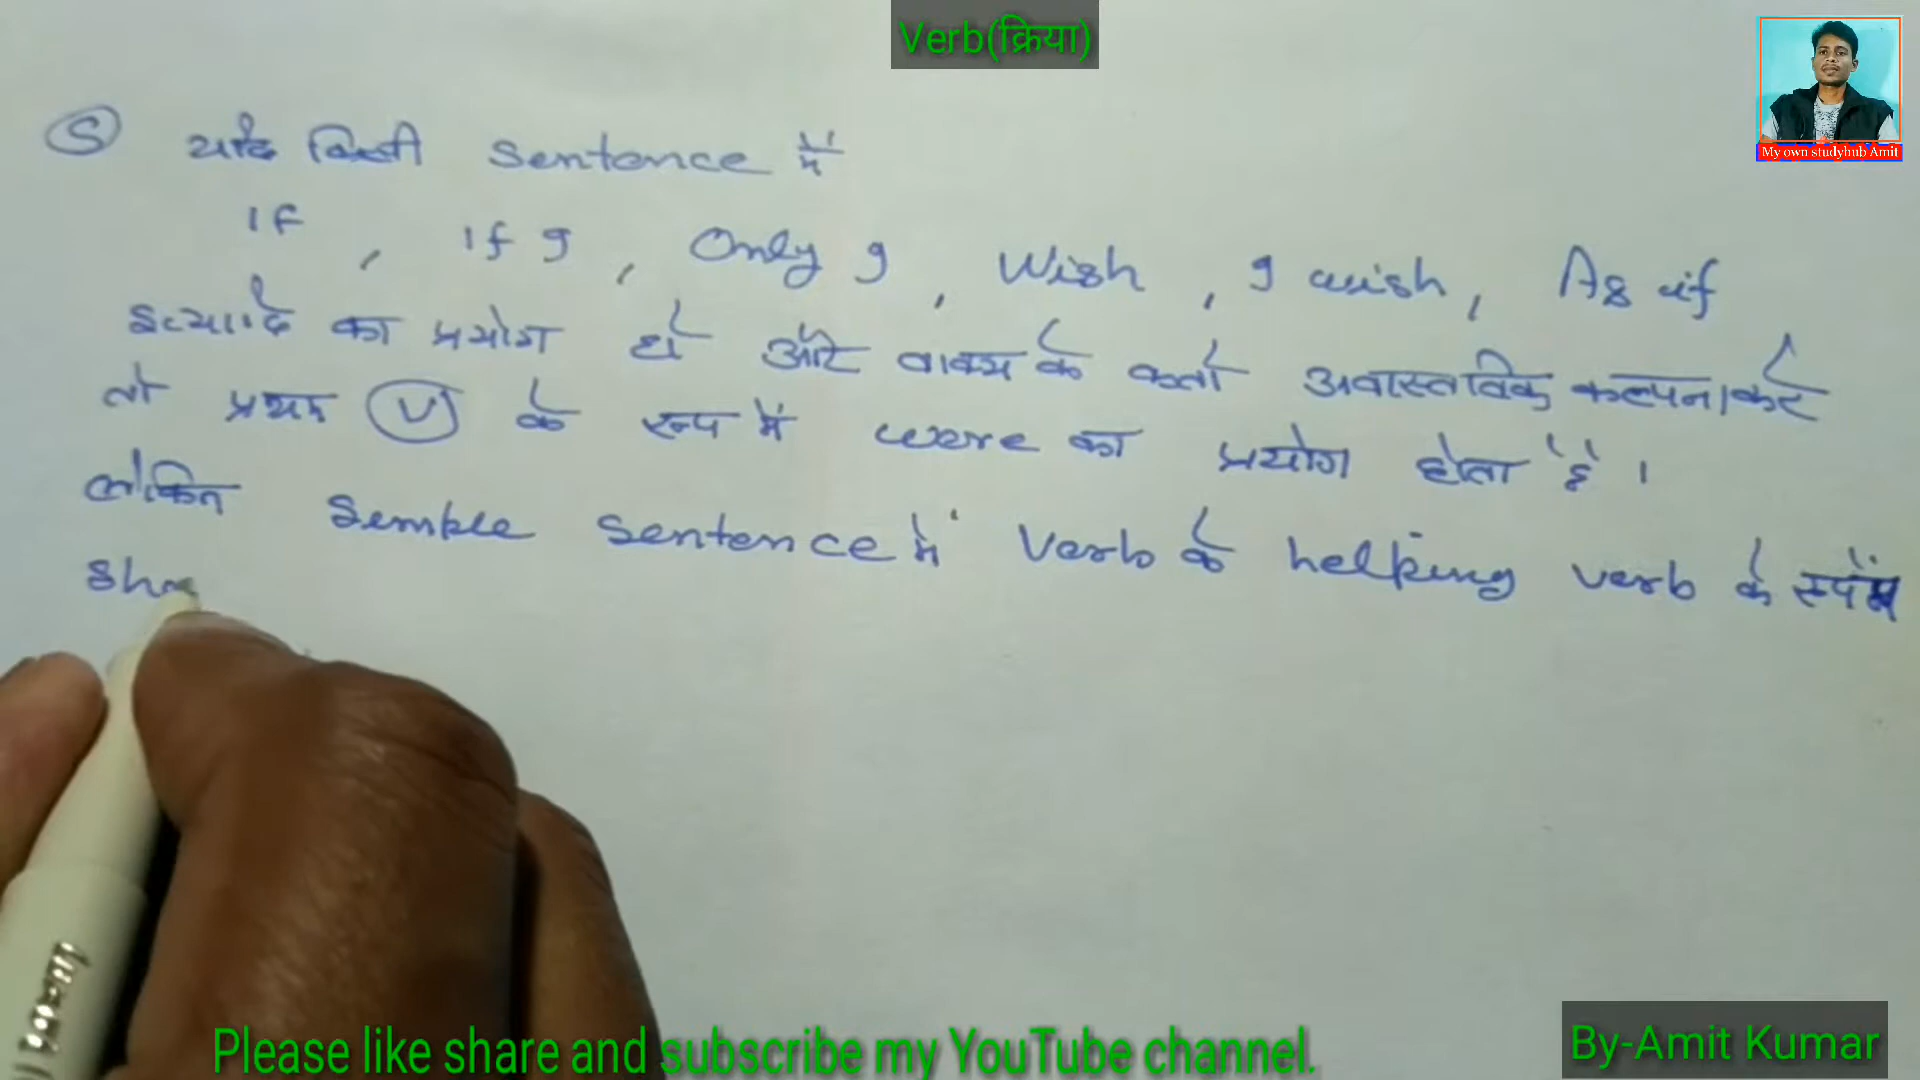 Verb(क्रिया)
My own studyhub Amit
⑤ यदि किसी Sentence में
If , If I , Only I , Wish , I wish , As if
इत्यादि का प्रयोग हो और वाक्य के कर्ता अवास्तविक कल्पना करे
तो प्रथम Ⓥ के रूप में were का प्रयोग होता है ।
लेकिन Semble Sentence में Verb के helping verb के रूप में
Sho
Please like share and subscribe my YouTube channel.
By-Amit Kumar